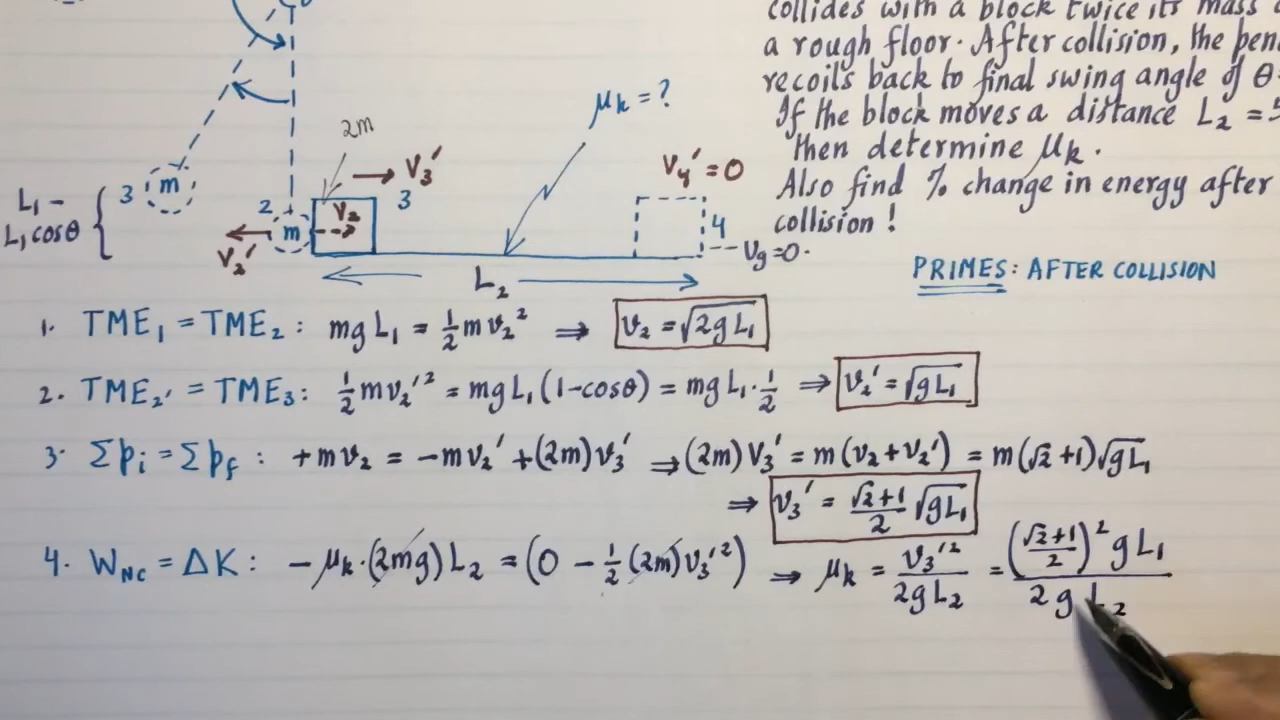 collides with a block twice its mass
a rough floor. After collision, the
recoils back to final swing angle of θ
If the block moves a distance L₂ =
then determine μₖ.
Also find % change in energy after
collision!
μₖ = ?
2m
V₃′
V₄′ = 0
3 m
L₁ –
L₁ cosθ
2
m
V₂
3
4
V₂′
U_g = 0.
L₂
PRIMES: AFTER COLLISION
1. TME₁ = TME₂ : mgL₁ = ½mv₂² ⇒ v₂ = √(2gL₁)
2. TME₂′ = TME₃ : ½mv₂′² = mgL₁(1-cosθ) = mgL₁·½ ⇒ v₂′ = √(gL₁)
3. Σpᵢ = Σp_f : +mv₂ = -mv₂′ + (2m)v₃′ ⇒ (2m)V₃′ = m(v₂+v₂′) = m(√2+1)√(gL₁)
⇒ v₃′ = (√2+1)/2 √(gL₁)
4. W_NC = ΔK : -μₖ·(2mg)L₂ = (0 - ½(2m)v₃′²) ⇒ μₖ = v₃′²/(2gL₂) = ((√2+1)/2)² gL₁/(2gL₂)